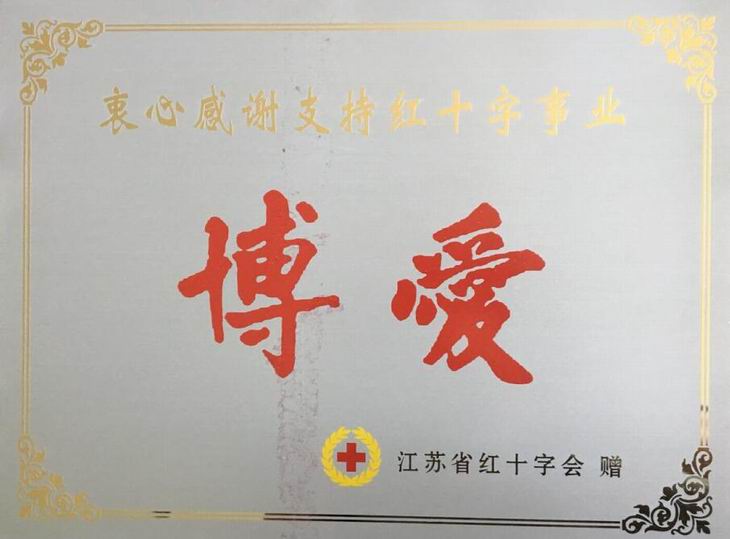 衷心感谢支持红十字事业
博愛
江苏省红十字会 赠